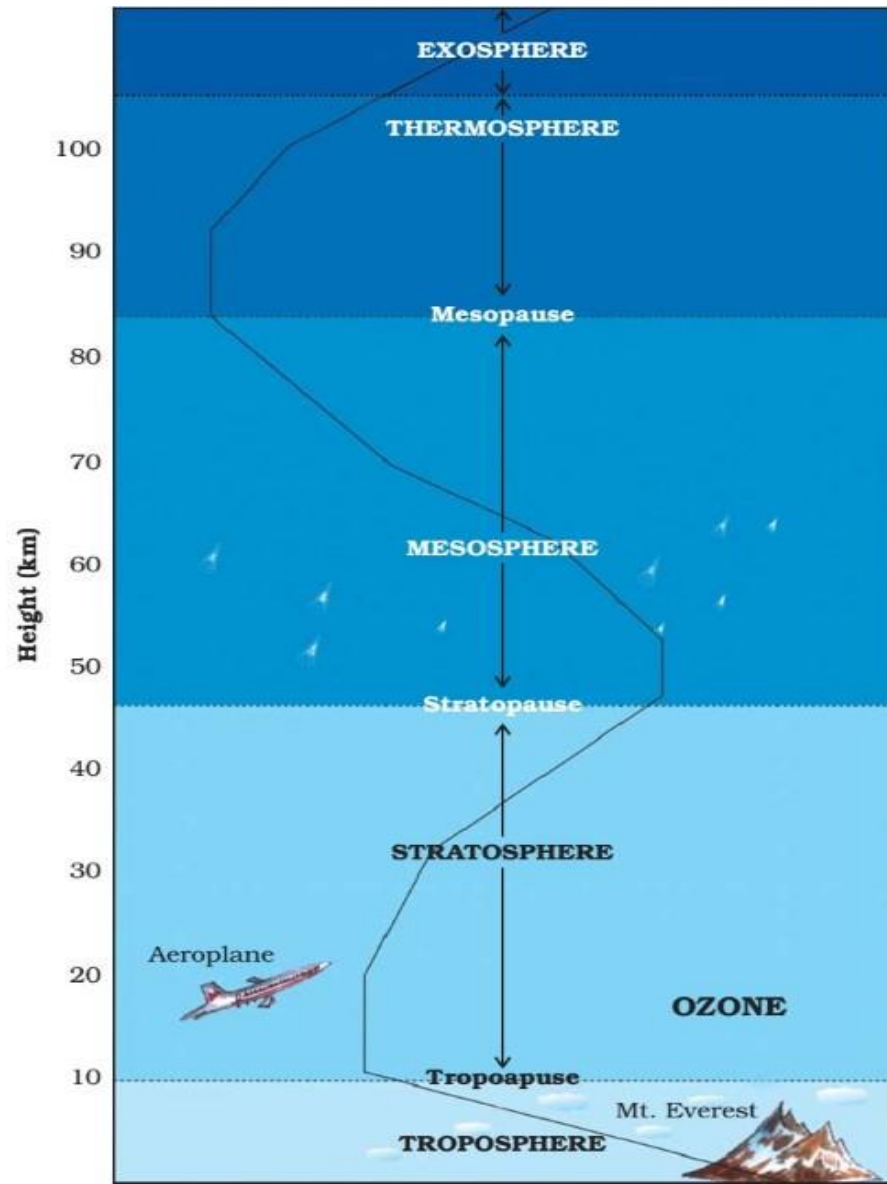 EXOSPHERE
THERMOSPHERE
100
90
Mesopause
80
70
MESOSPHERE
60
Height (km)
50
Stratopause
40
STRATOSPHERE
30
Aeroplane
20
OZONE
10
Tropoapuse
Mt. Everest
TROPOSPHERE